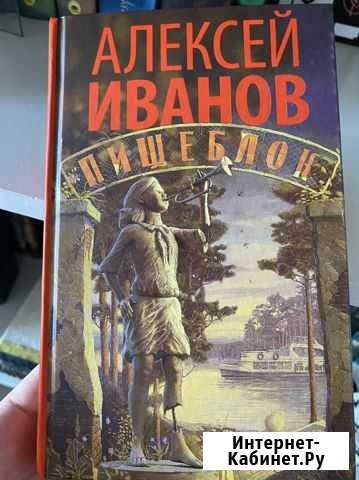 АЛЕКСЕЙ
ИВАНОВ
ПИЩЕБЛОК
Интернет-
Кабинет.Ру